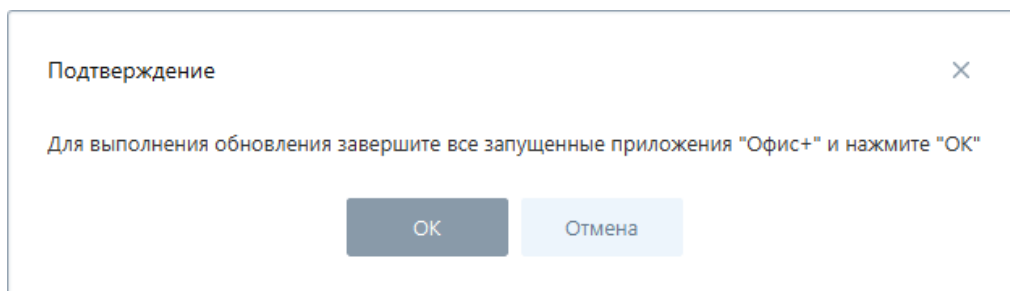 Подтверждение
Для выполнения обновления завершите все запущенные приложения "Офис+" и нажмите "ОК"
ОК
Отмена